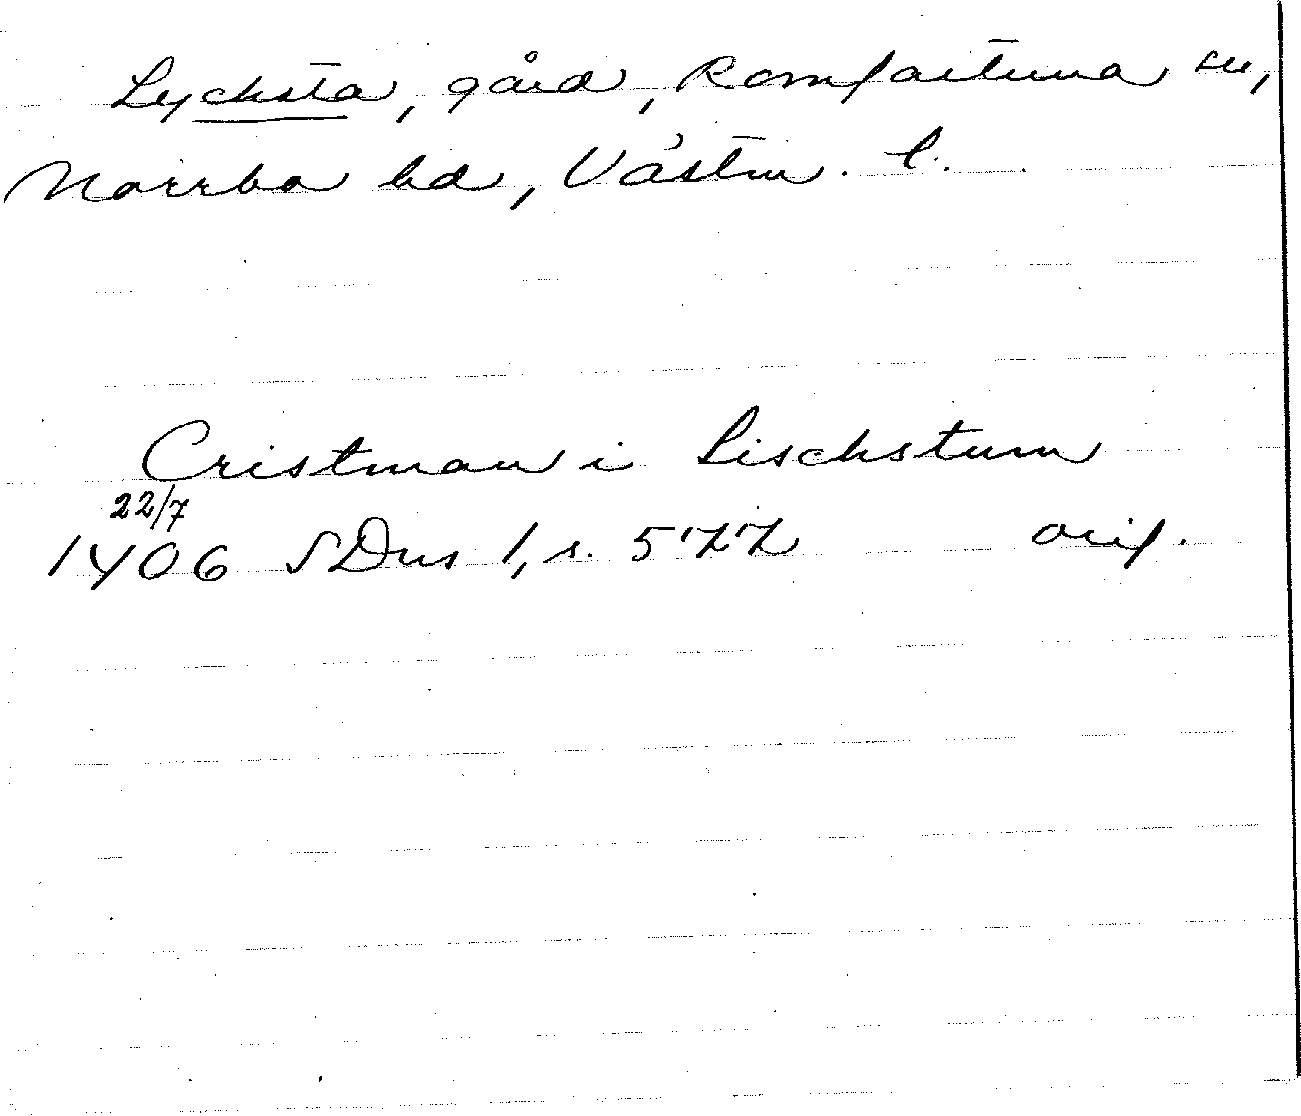 Lycksta, gård, Romfartuna sn,
Norrbo hd, Västm. l.
Cristman i Lischstum
22/7
1406 SDns 1, s. 577 orig.